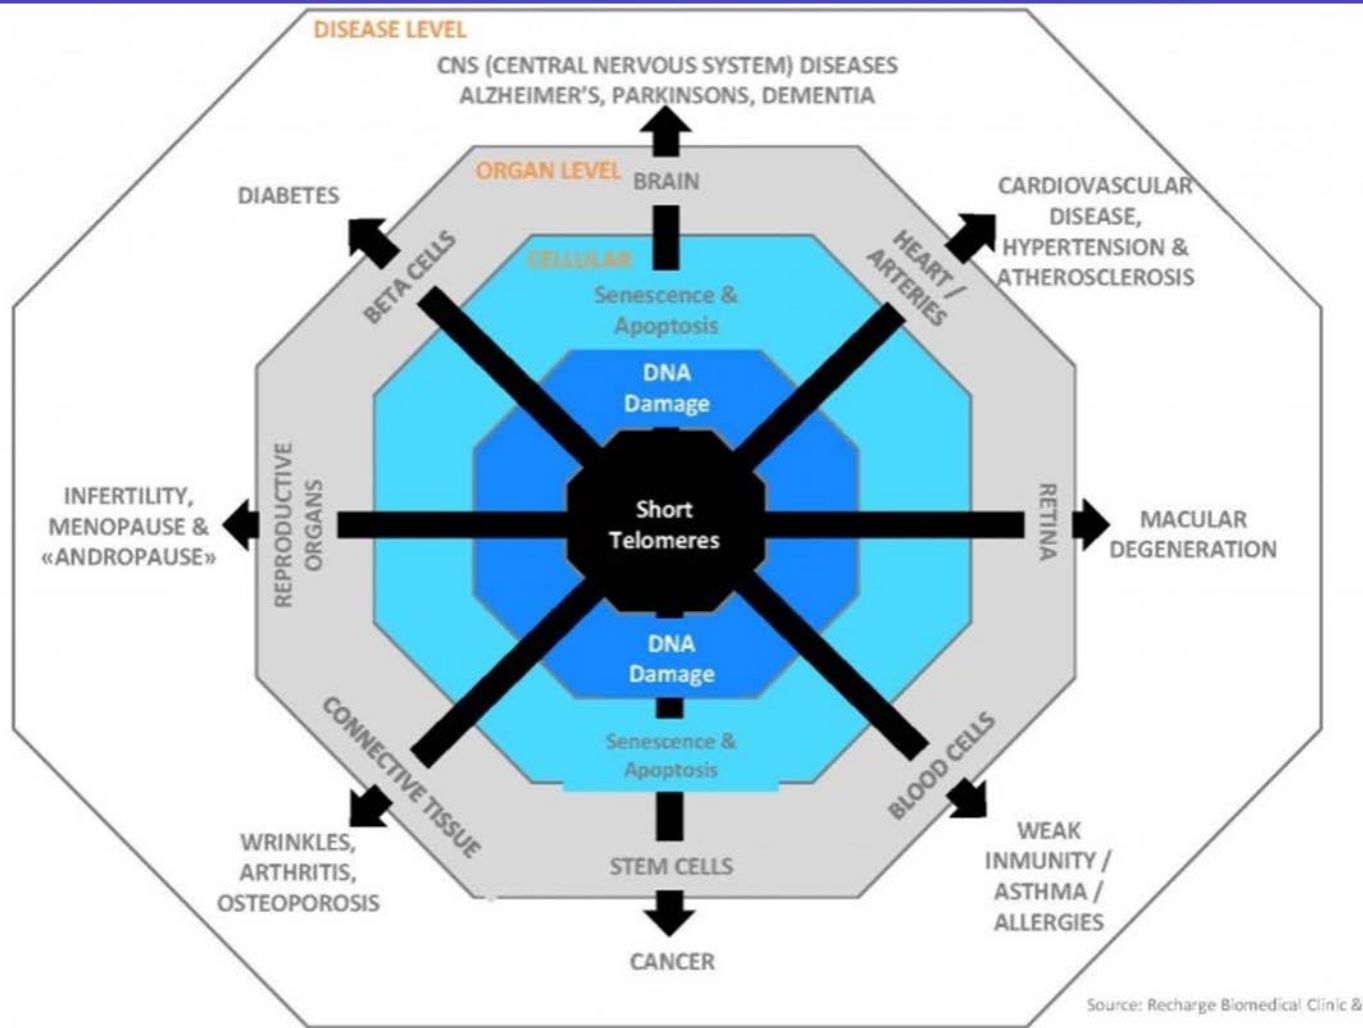 DISEASE LEVEL
CNS (CENTRAL NERVOUS SYSTEM) DISEASES
ALZHEIMER'S, PARKINSONS, DEMENTIA
ORGAN LEVEL
BRAIN
DIABETES
CARDIOVASCULAR
DISEASE,
HYPERTENSION &
ATHEROSCLEROSIS
BETA CELLS
HEART /
ARTERIES
CELLULAR
Senescence &
Apoptosis
DNA
Damage
INFERTILITY,
MENOPAUSE &
«ANDROPAUSE»
REPRODUCTIVE
ORGANS
Short
Telomeres
RETINA
MACULAR
DEGENERATION
DNA
Damage
Senescence &
Apoptosis
CONNECTIVE TISSUE
BLOOD CELLS
WRINKLES,
ARTHRITIS,
OSTEOPOROSIS
STEM CELLS
WEAK
INMUNITY /
ASTHMA /
ALLERGIES
CANCER
Source: Recharge Biomedical Clinic &